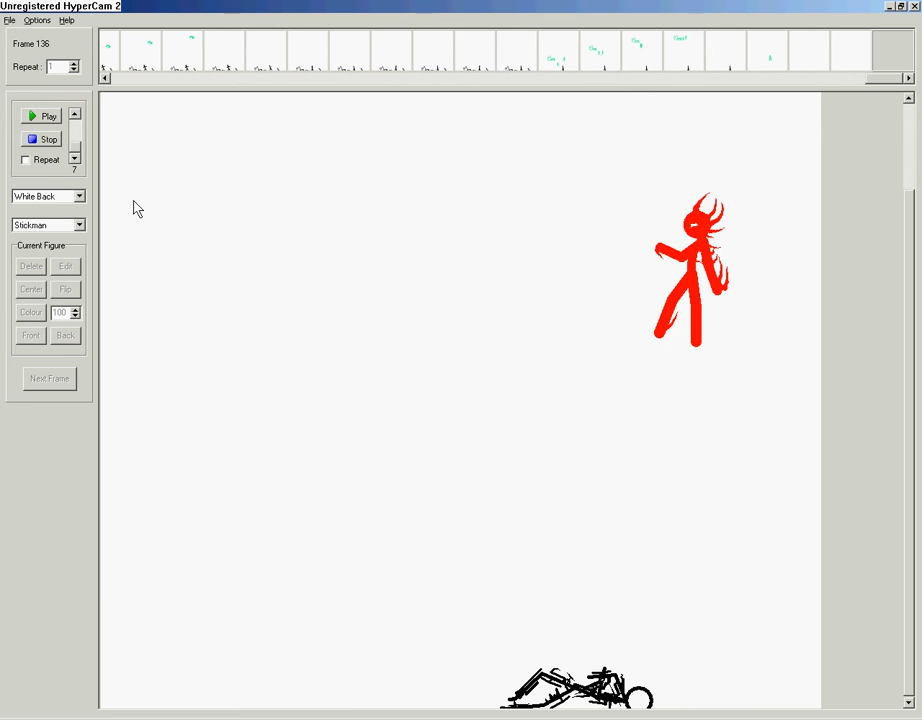 Unregistered HyperCam 2
File Options Help
Frame 136
Repeat : 1
Play
Stop
Repeat
7
White Back
Stickman
Current Figure
Delete Edit
Center Flip
Colour 100
Front Back
Next Frame